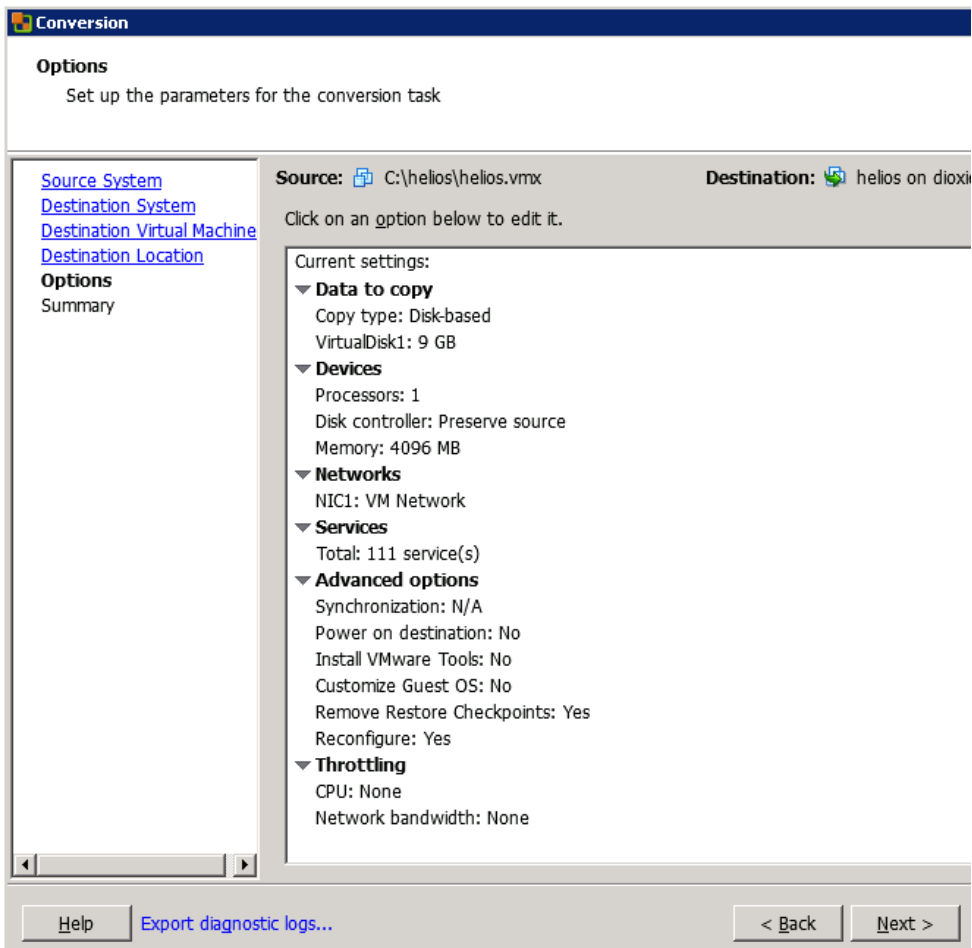 Conversion
Options
Set up the parameters for the conversion task
Source System
Destination System
Destination Virtual Machine
Destination Location
Options
Summary
Source: C:\helios\helios.vmx Destination: helios on
Click on an option below to edit it.
Current settings:
Data to copy
Copy type: Disk-based
VirtualDisk1: 9 GB
Devices
Processors: 1
Disk controller: Preserve source
Memory: 4096 MB
Networks
NIC1: VM Network
Services
Total: 111 service(s)
Advanced options
Synchronization: N/A
Power on destination: No
Install VMware Tools: No
Customize Guest OS: No
Remove Restore Checkpoints: Yes
Reconfigure: Yes
Throttling
CPU: None
Network bandwidth: None
Help Export diagnostic logs... < Back Next >